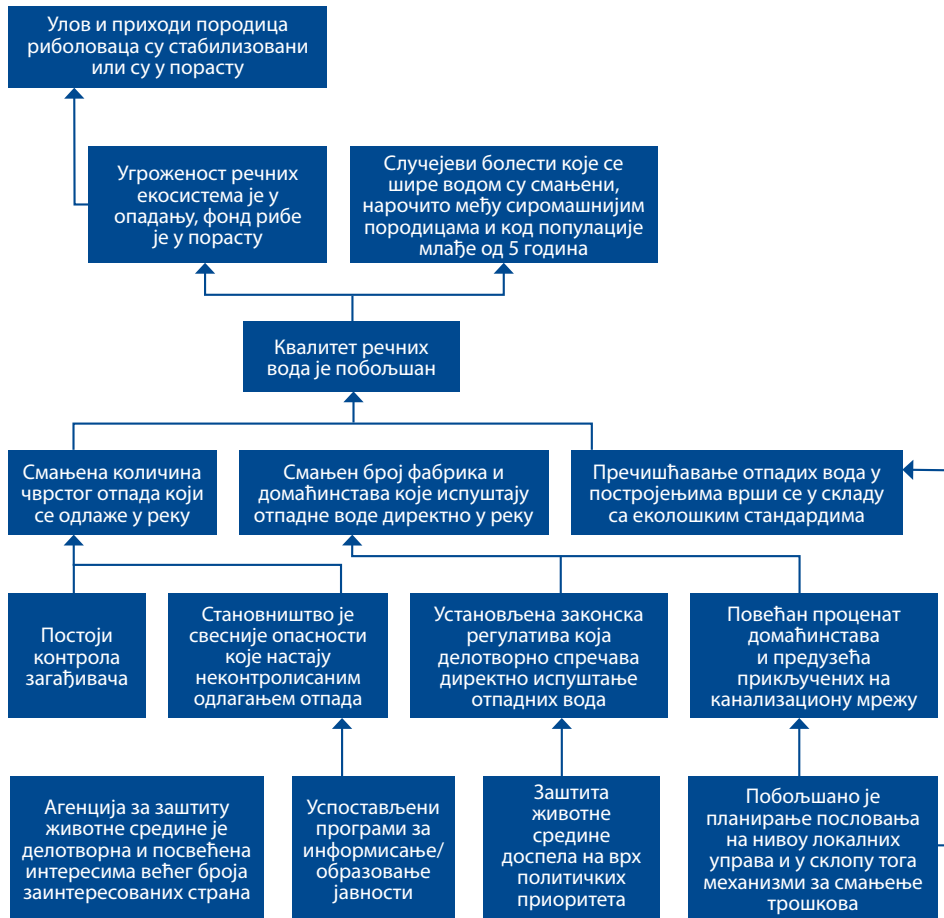 Улов и приходи породица
риболоваца су стабилизовани
или су у порасту
Угроженост речних
екосистема је у
опадању, фонд рибе
је у порасту
Случејеви болести које се
шире водом су смањени,
нарочито међу сиромашнијим
породицама и код популације
млађе од 5 година
Квалитет речних
вода је побољшан
Смањена количина
чврстог отпада који
се одлаже у реку
Смањен број фабрика и
домаћинстава које испуштају
отпадне воде директно у реку
Пречишћавање отпадих вода у
постројењима врши се у складу
са еколошким стандардима
Постоји
контрола
загађивача
Становништво је
свесније опасности
које настају
неконтролисаним
одлагањем отпада
Установљена законска
регулатива која
делотворно спречава
директно испуштање
отпадних вода
Повећан проценат
домаћинстава
и предузећа
прикључених на
канализациону мрежу
Агенција за заштиту
животне средине је
делотворна и посвећена
интересима већег броја
заинтересованих страна
Успостављени
програми за
информисање/
образовање
јавности
Заштита
животне
средине
доспела на врх
политичких
приоритета
Побољшано је
планирање пословања
на нивоу локалних
управа и у склопу тога
механизми за смањење
трошкова